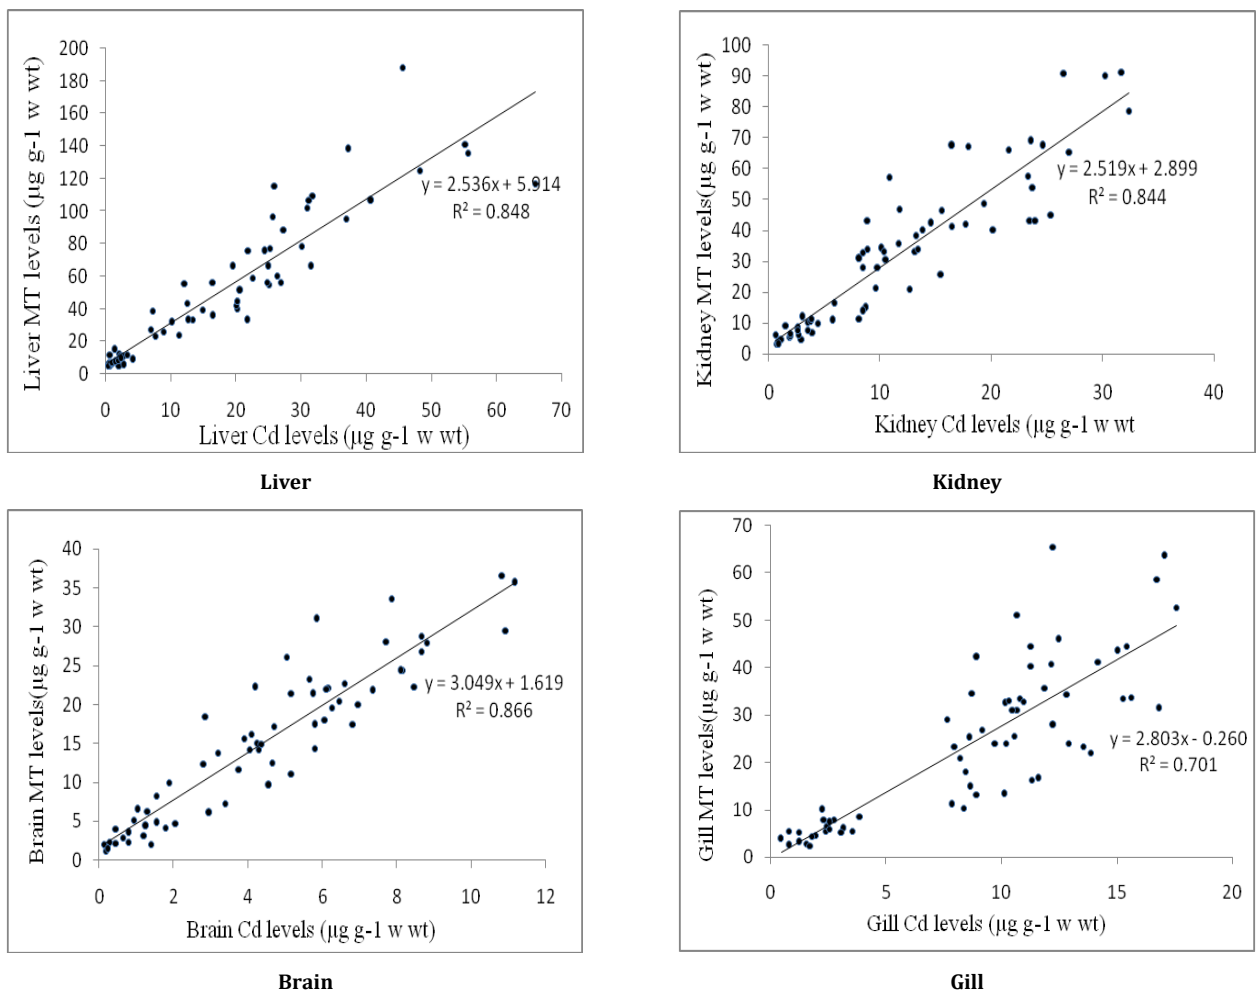 Liver MT levels (µg g-1 w wt)
200
180
160
140
120
100
80
60
40
20
0
y = 2.536x + 5.914
R² = 0.848
0 10 20 30 40 50 60 70
Liver Cd levels (µg g-1 w wt)
Liver
Kidney MT levels(µg g-1 w wt)
100
90
80
70
60
50
40
30
20
10
0
y = 2.519x + 2.899
R² = 0.844
0 10 20 30 40
Kidney Cd levels (µg g-1 w wt
Kidney
Brain MT levels(µg g-1 w wt)
40
35
30
25
20
15
10
5
0
y = 3.049x + 1.619
R² = 0.866
0 2 4 6 8 10 12
Brain Cd levels (µg g-1 w wt)
Brain
Gill MT levels(µg g-1 w wt)
70
60
50
40
30
20
10
0
y = 2.803x - 0.260
R² = 0.701
0 5 10 15 20
Gill Cd levels (µg g-1 w wt)
Gill